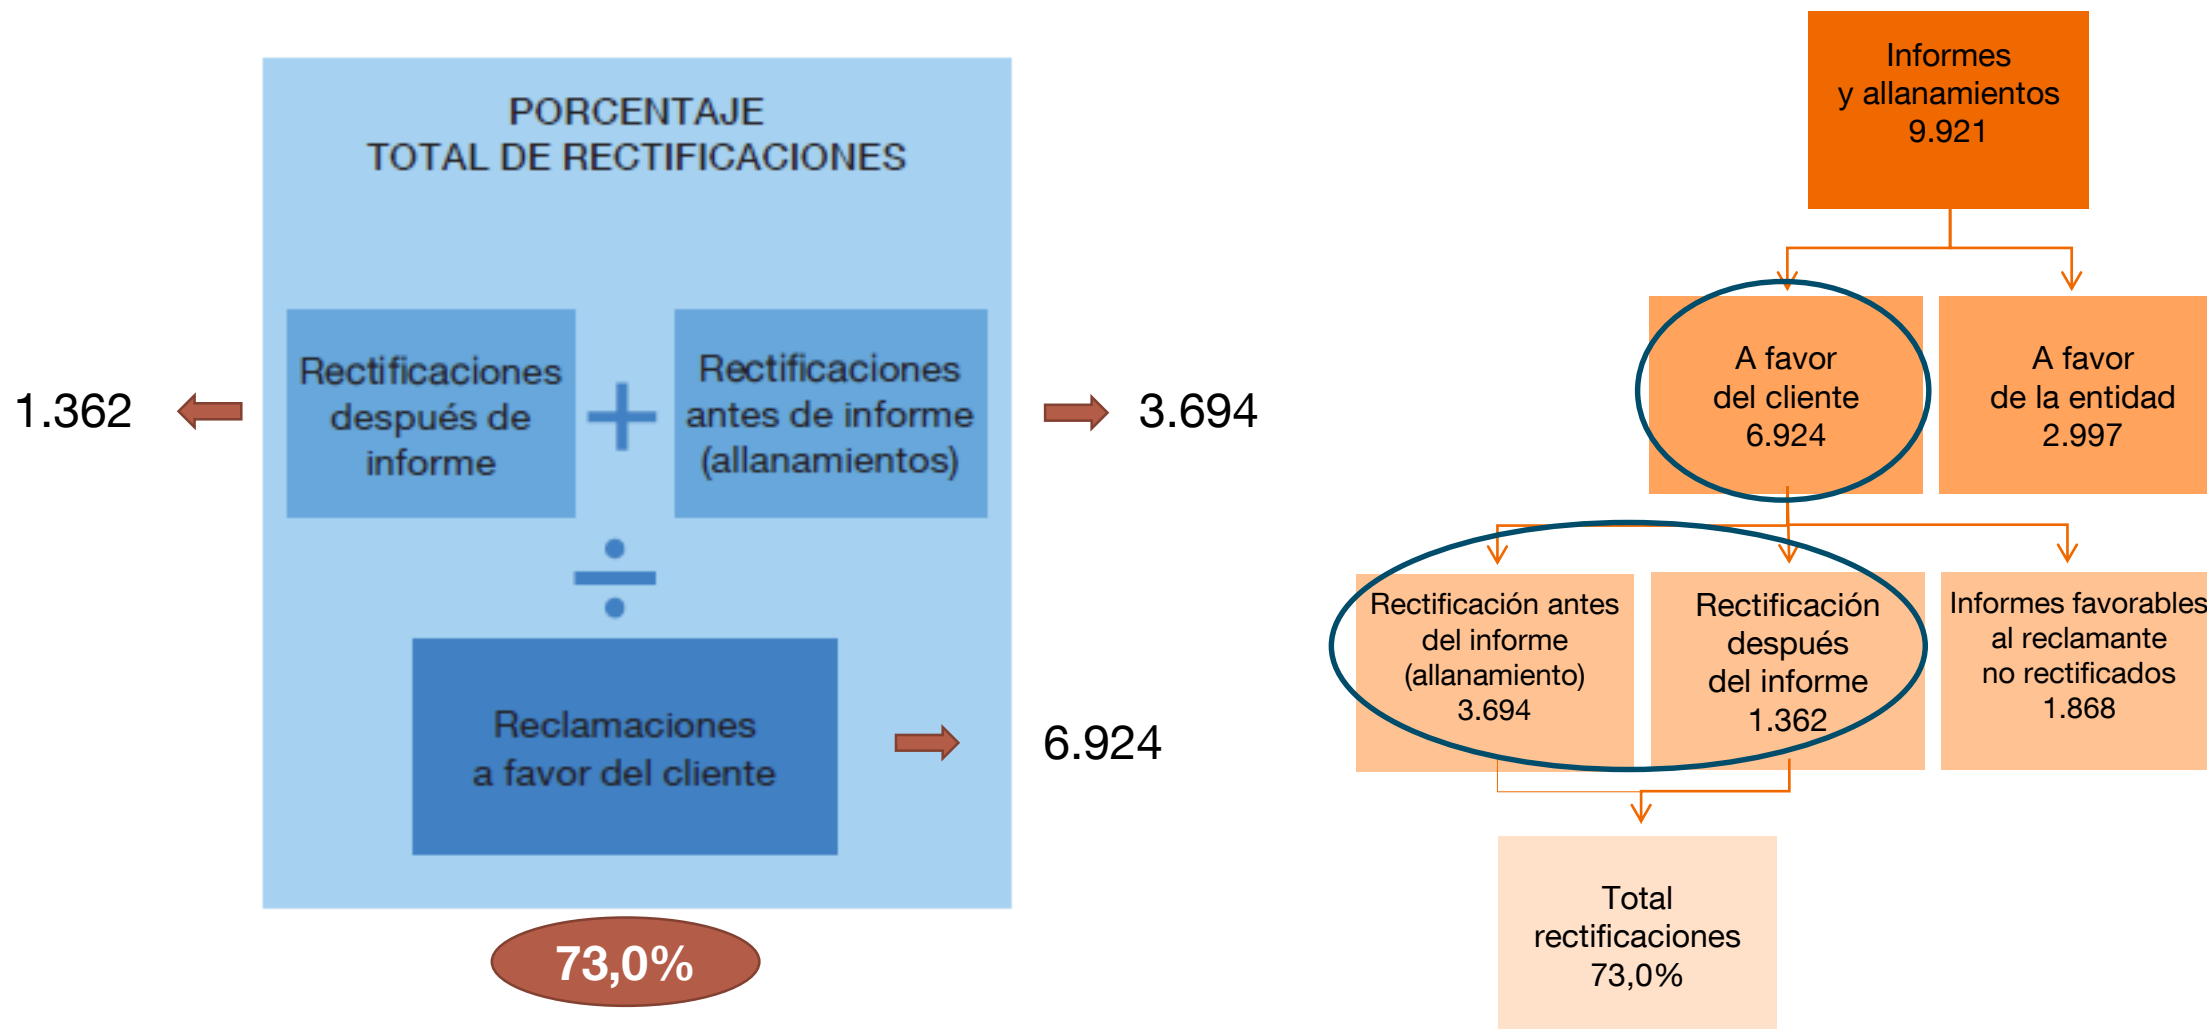 PORCENTAJE
TOTAL DE RECTIFICACIONES
1.362
Rectificaciones
después de
informe
+
Rectificaciones
antes de informe
(allanamientos)
3.694
÷
Reclamaciones
a favor del cliente
6.924
73,0%
Informes
y allanamientos
9.921
A favor
del cliente
6.924
A favor
de la entidad
2.997
Rectificación antes
del informe
(allanamiento)
3.694
Rectificación
después
del informe
1.362
Informes favorables
al reclamante
no rectificados
1.868
Total
rectificaciones
73,0%